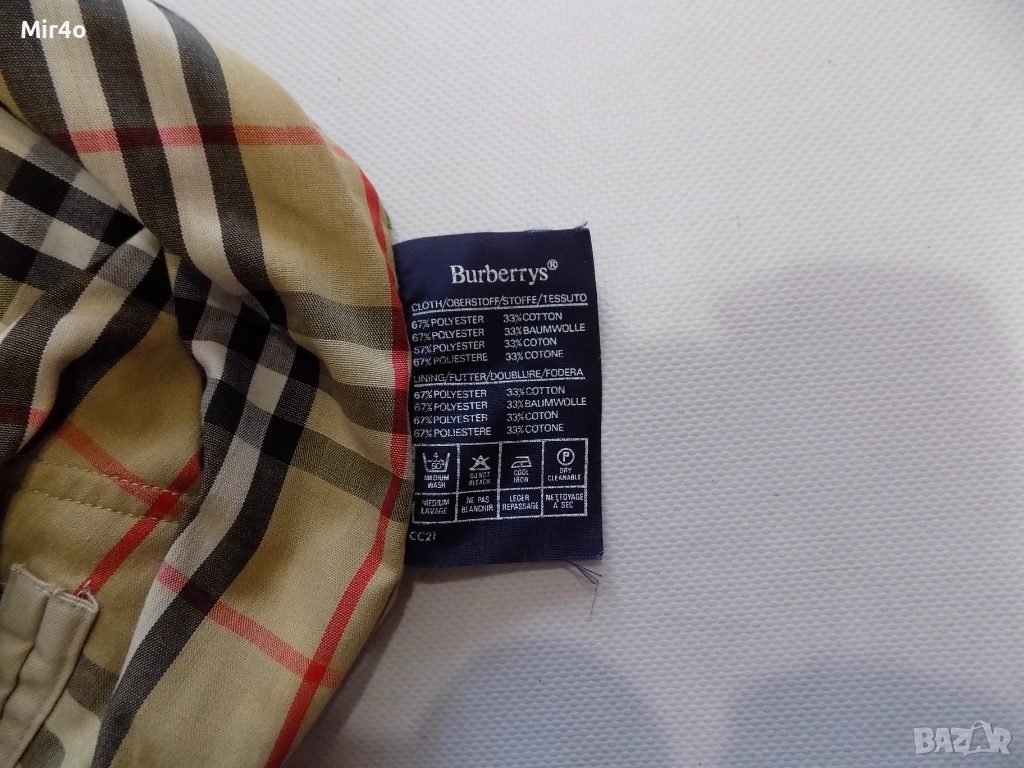 Mir4o
Burberrys®
CLOTH/OBERSTOFF/STOFFE/TESSUTO
67% POLYESTER 33% COTTON
67% POLYESTER 33% BAUMWOLLE
67% POLYESTER 33% COTON
67% POLIESTERE 33% COTONE
LINING/FUTTER/DOUBLURE/FODERA
67% POLYESTER 33% COTTON
67% POLYESTER 33% BAUMWOLLE
67% POLYESTER 33% COTON
67% POLIESTERE 33% COTONE
4
50° P
MEDIUM WASH DO NOT BLEACH COOL IRON DRY CLEANABLE
MEDIUM LAVAGE NE PAS BLANCHIR LEGER REPASSAGE NETTOYAGE A SEC
CC21
BAZAR